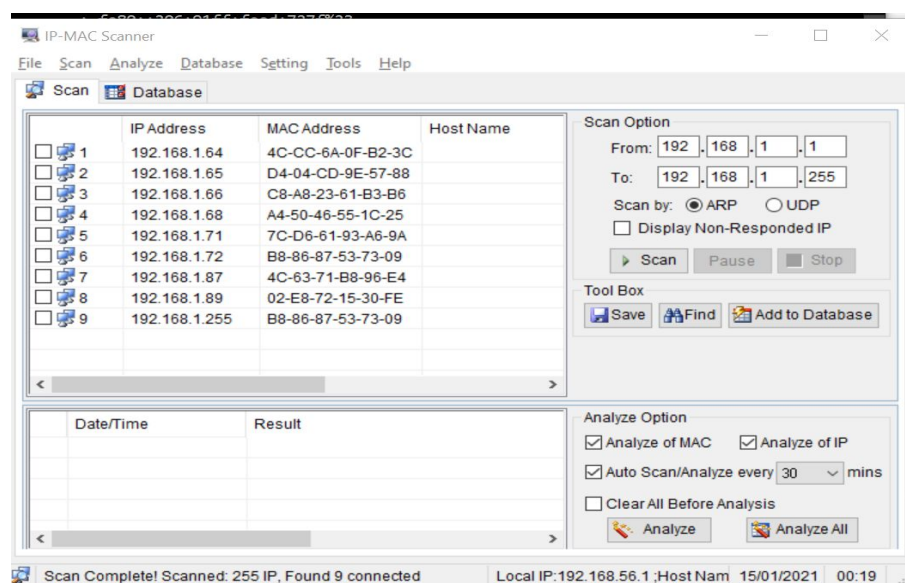 IP-MAC Scanner
File Scan Analyze Database Setting Tools Help
Scan Database
IP Address MAC Address Host Name
1 192.168.1.64 4C-CC-6A-0F-B2-3C
2 192.168.1.65 D4-04-CD-9E-57-88
3 192.168.1.66 C8-A8-23-61-B3-B6
4 192.168.1.68 A4-50-46-55-1C-25
5 192.168.1.71 7C-D6-61-93-A6-9A
6 192.168.1.72 B8-86-87-53-73-09
7 192.168.1.87 4C-63-71-B8-96-E4
8 192.168.1.89 02-E8-72-15-30-FE
9 192.168.1.255 B8-86-87-53-73-09
Scan Option
From: 192 . 168 . 1 . 1
To: 192 . 168 . 1 . 255
Scan by: ARP UDP
Display Non-Responded IP
Scan Pause Stop
Tool Box
Save Find Add to Database
Date/Time Result
Analyze Option
Analyze of MAC Analyze of IP
Auto Scan/Analyze every 30 mins
Clear All Before Analysis
Analyze Analyze All
Scan Complete! Scanned: 255 IP, Found 9 connected Local IP:192.168.56.1 ;Host Nam 15/01/2021 00:19